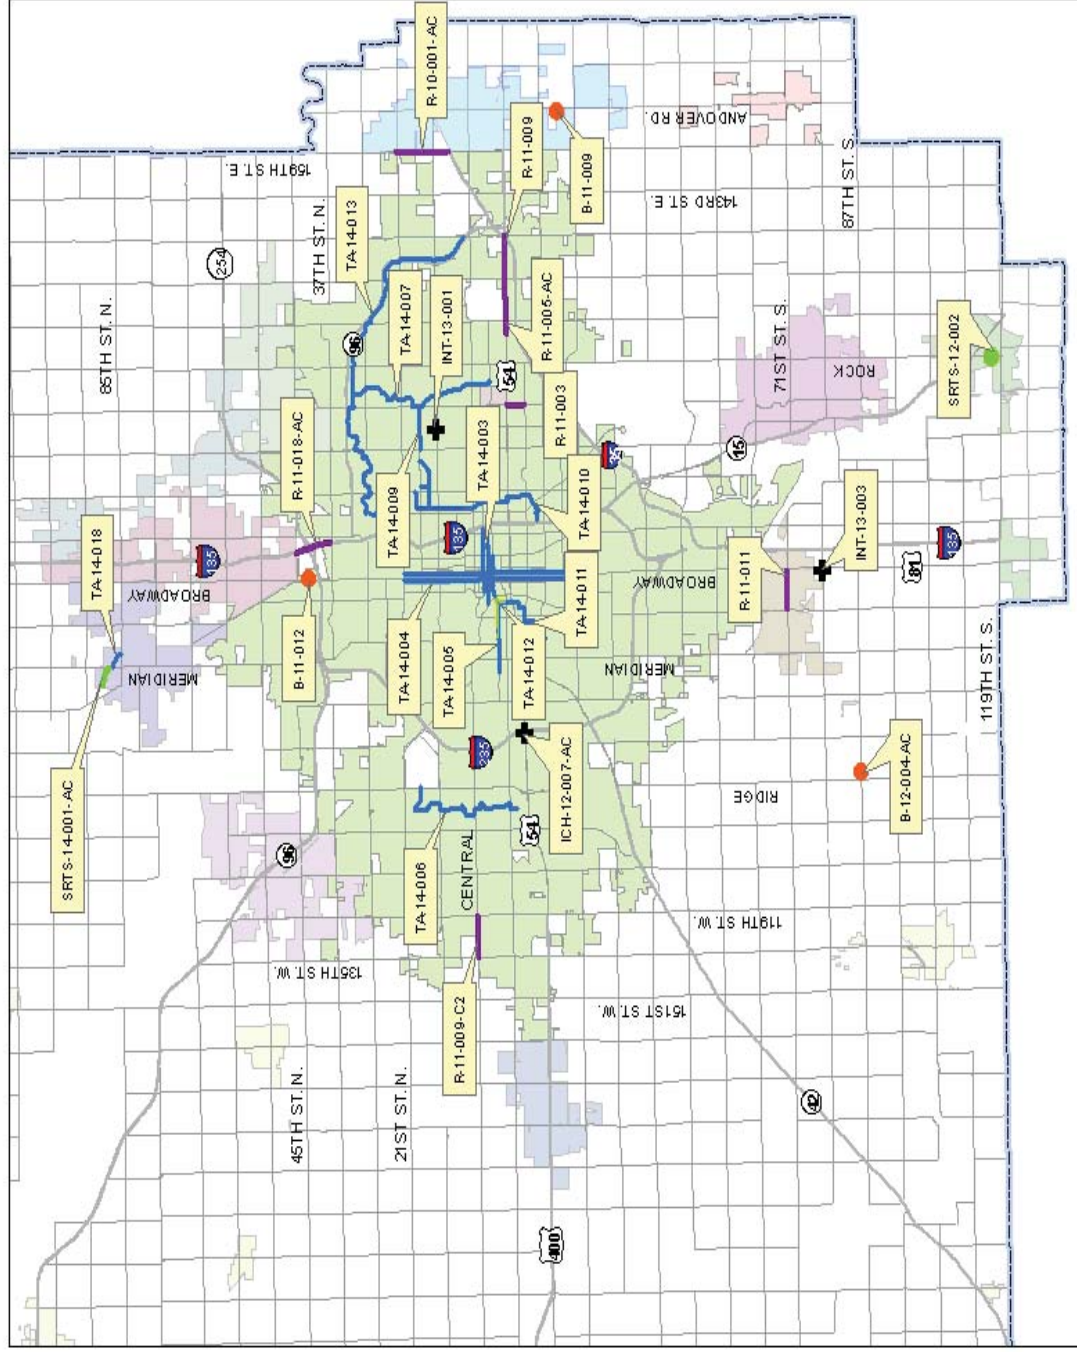 SRTS-14-001-AC
TA-14-018
85TH ST. N.
MERIDIAN
BROADWAY
135
254
159TH ST. E.
45TH ST. N.
96
B-11-012
R-11-018-AC
37TH ST. N.
135TH ST. W.
TA-14-013
96
21ST ST. N.
TA-14-006
TA-14-004
TA-14-009
TA-14-007
R-10-001-AC
R-11-009-C2
CENTRAL
TA-14-005
135
INT-13-001
235
TA-14-003
54
54
TA-14-012
R-11-009
400
ICH-12-007-AC
R-11-003
R-11-005-AC
TA-14-011
TA-14-010
B-11-009
35
151ST ST. W.
MERIDIAN
BROADWAY
ANDOVER RD.
119TH ST. W.
143RD ST. E.
RIDGE
R-11-011
15
71ST ST. S.
42
INT-13-003
ROCK
87TH ST. S.
B-12-004-AC
81
135
SRTS-12-002
119TH ST. S.